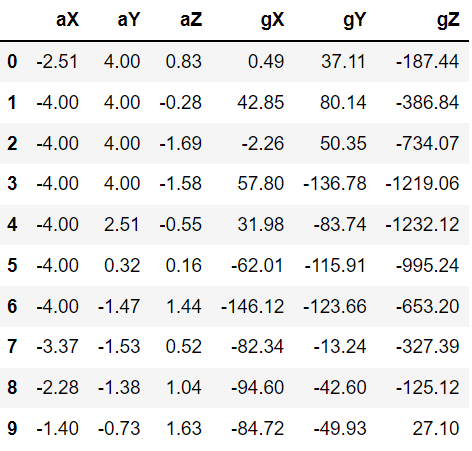 aX aY aZ gX gY gZ
0 -2.51 4.00 0.83 0.49 37.11 -187.44
1 -4.00 4.00 -0.28 42.85 80.14 -386.84
2 -4.00 4.00 -1.69 -2.26 50.35 -734.07
3 -4.00 4.00 -1.58 57.80 -136.78 -1219.06
4 -4.00 2.51 -0.55 31.98 -83.74 -1232.12
5 -4.00 0.32 0.16 -62.01 -115.91 -995.24
6 -4.00 -1.47 1.44 -146.12 -123.66 -653.20
7 -3.37 -1.53 0.52 -82.34 -13.24 -327.39
8 -2.28 -1.38 1.04 -94.60 -42.60 -125.12
9 -1.40 -0.73 1.63 -84.72 -49.93 27.10